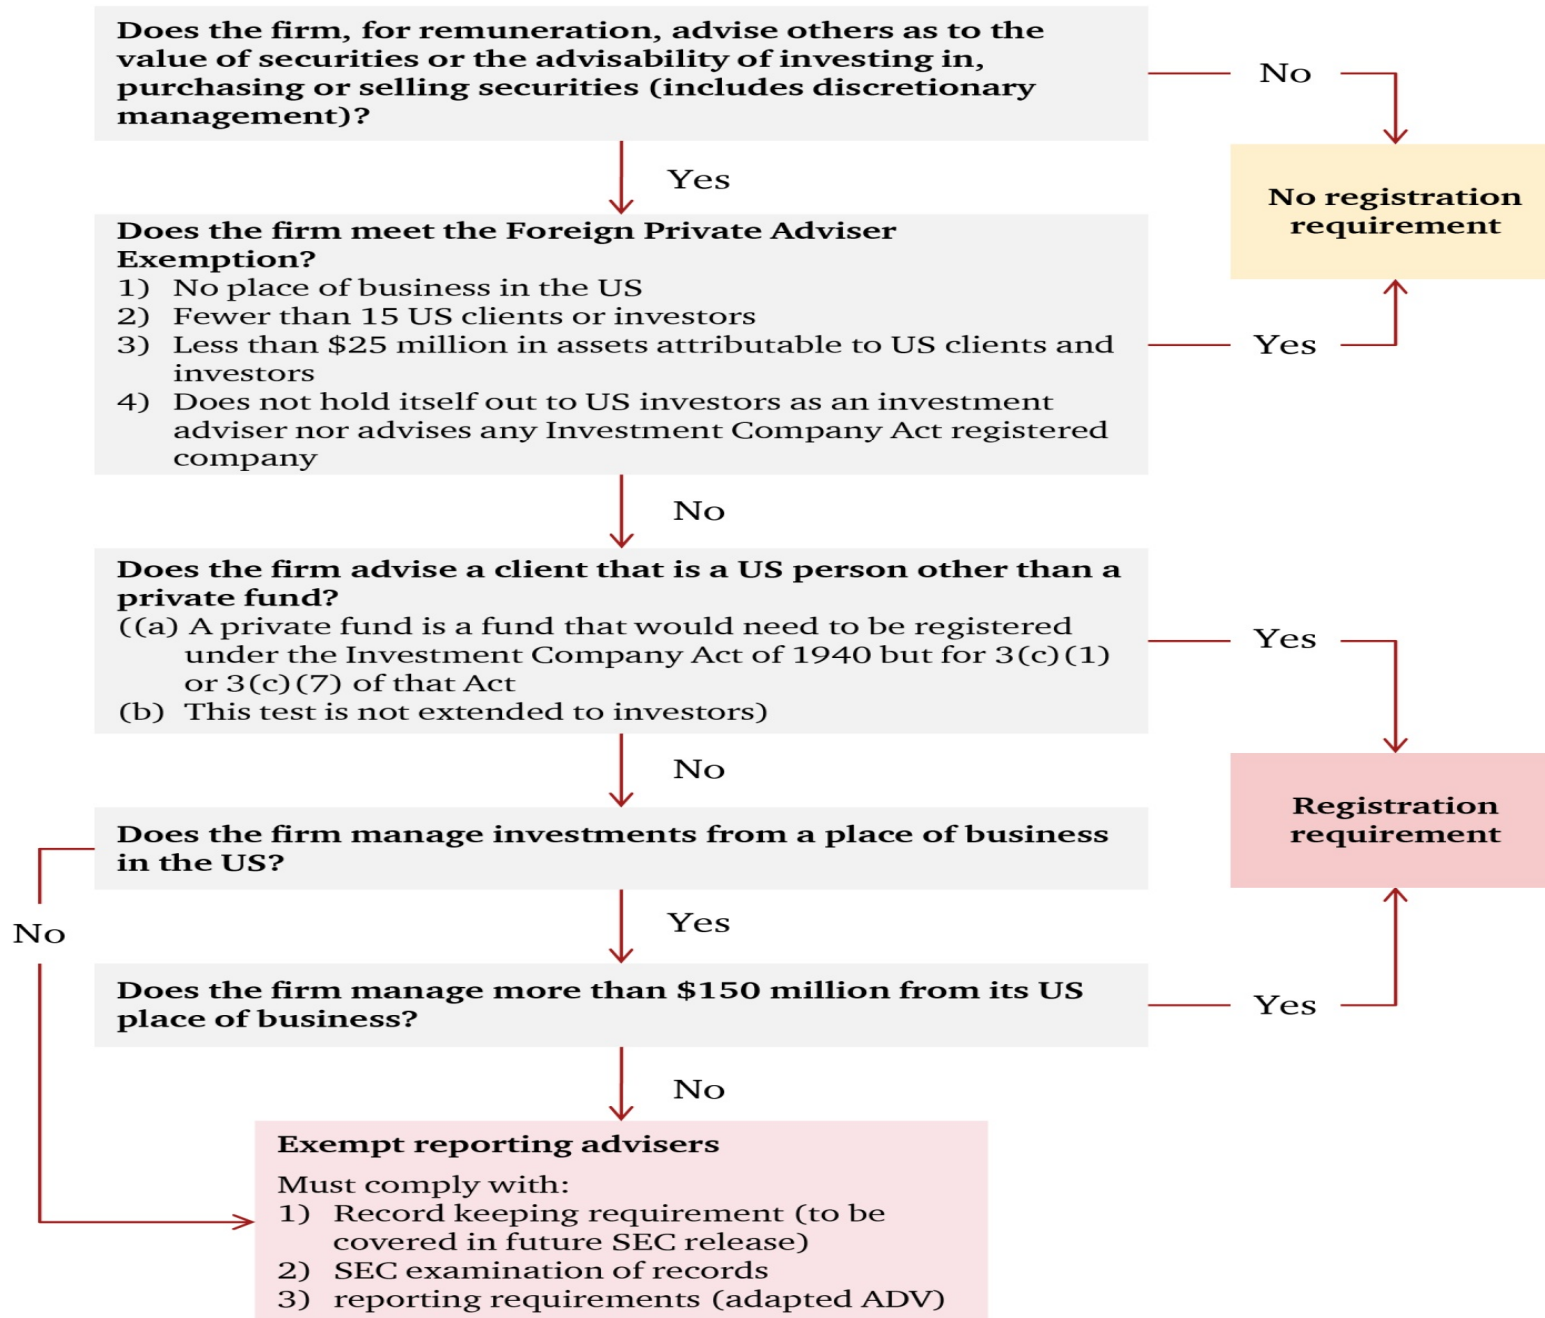 Does the firm, for remuneration, advise others as to the
value of securities or the advisability of investing in,
purchasing or selling securities (includes discretionary
management)?
No
Yes
No registration
requirement
Does the firm meet the Foreign Private Adviser
Exemption?
1) No place of business in the US
2) Fewer than 15 US clients or investors
3) Less than $25 million in assets attributable to US clients and
investors
4) Does not hold itself out to US investors as an investment
adviser nor advises any Investment Company Act registered
company
Yes
No
Does the firm advise a client that is a US person other than a
private fund?
((a) A private fund is a fund that would need to be registered
under the Investment Company Act of 1940 but for 3(c)(1)
or 3(c)(7) of that Act
(b) This test is not extended to investors)
Yes
No
Registration
requirement
Does the firm manage investments from a place of business
in the US?
No
Yes
Does the firm manage more than $150 million from its US
place of business?
Yes
No
Exempt reporting advisers
Must comply with:
1) Record keeping requirement (to be
covered in future SEC release)
2) SEC examination of records
3) reporting requirements (adapted ADV)